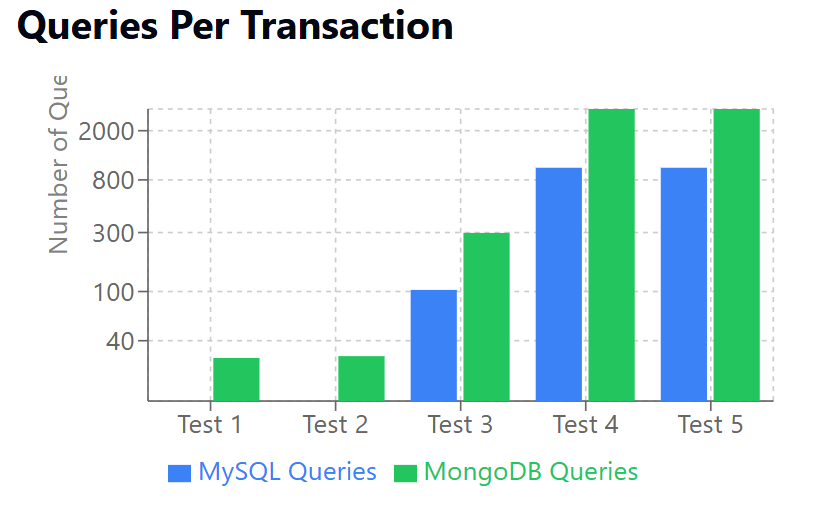 Queries Per Transaction
Number of Que
2000
800
300
100
40
Test 1 Test 2 Test 3 Test 4 Test 5
MySQL Queries MongoDB Queries